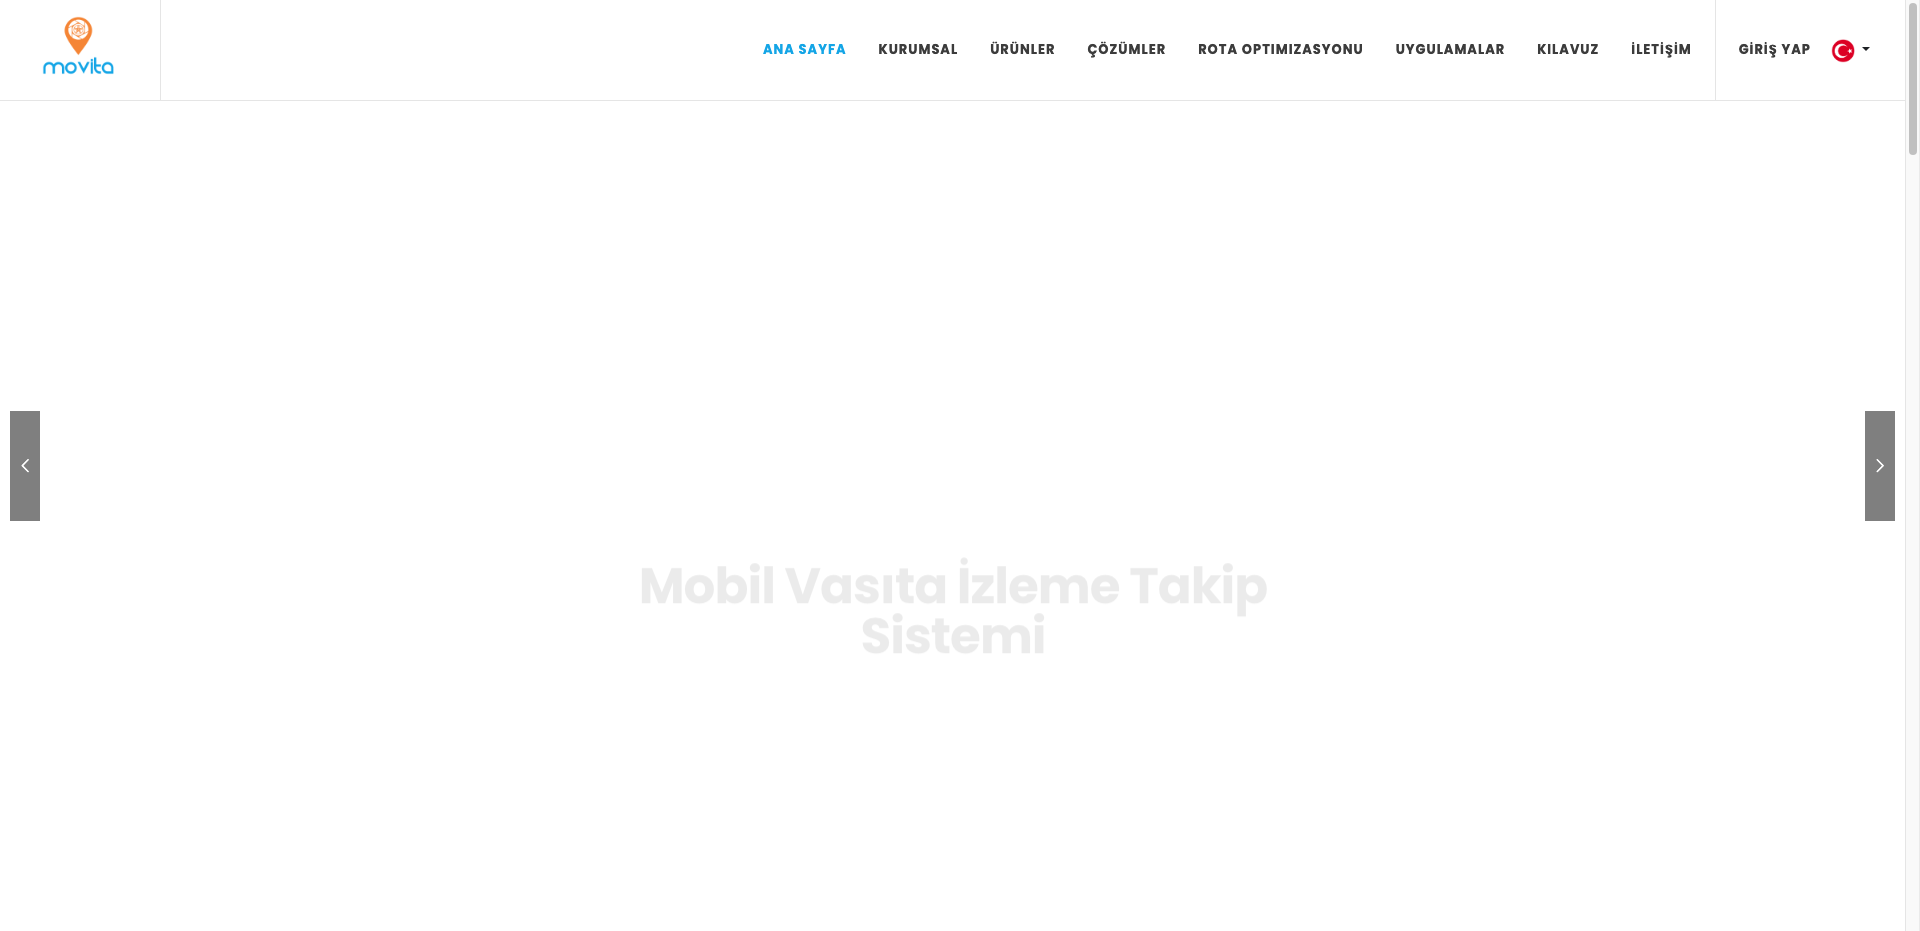 movita
ANA SAYFA
KURUMSAL
ÜRÜNLER
ÇÖZÜMLER
ROTA OPTIMIZASYONU
UYGULAMALAR
KILAVUZ
İLETİŞİM
GİRİŞ YAP
Mobil Vasıta İzleme Takip
Sistemi